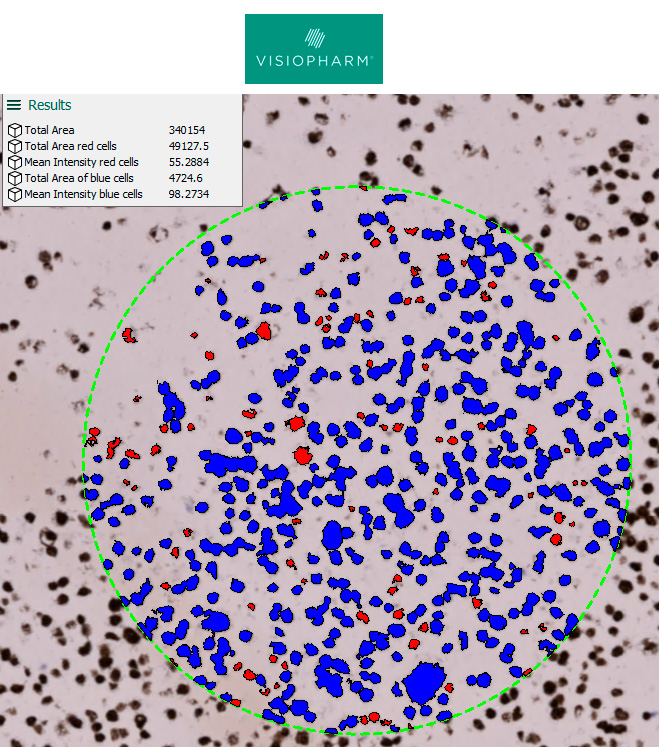 VISIOPHARM®
Results
Total Area 340154
Total Area red cells 49127.5
Mean Intensity red cells 55.2884
Total Area of blue cells 4724.6
Mean Intensity blue cells 98.2734